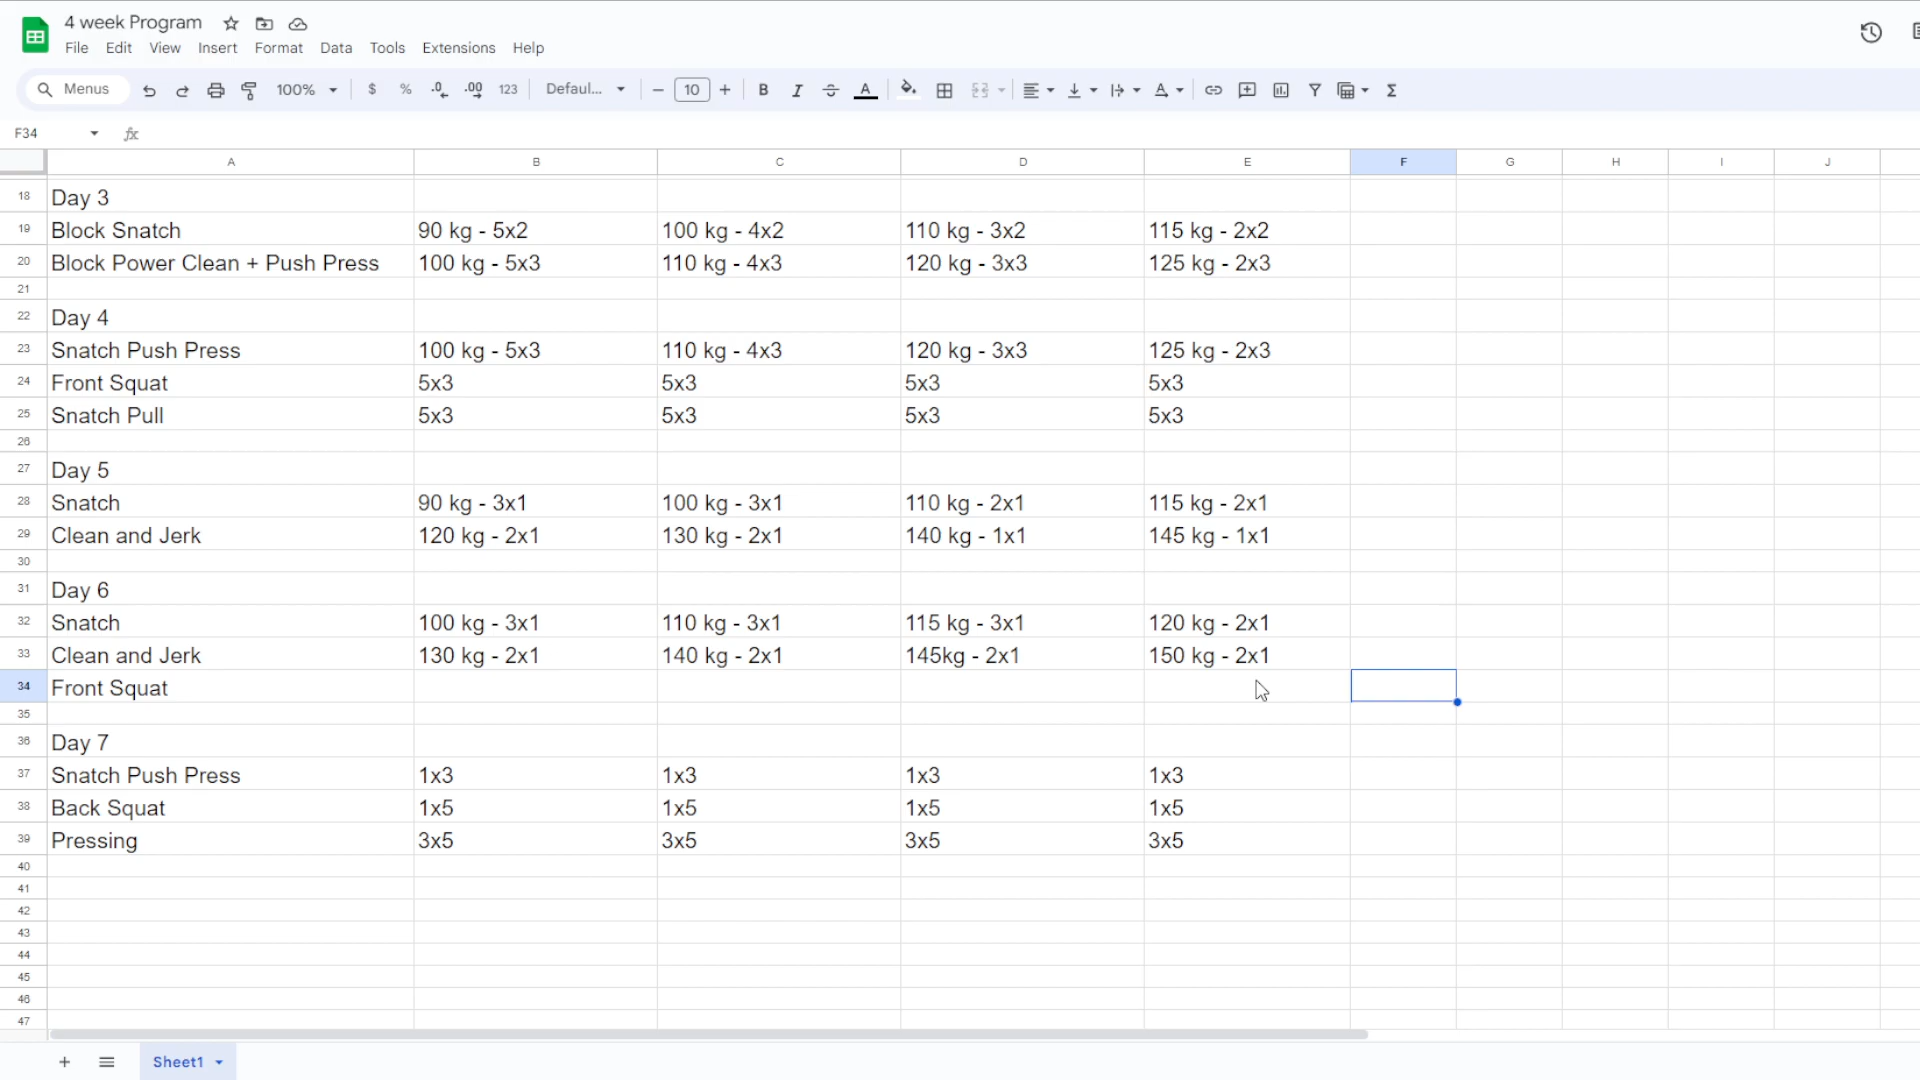 4 week Program
File Edit View Insert Format Data Tools Extensions Help
Menus 100% $ % .0 .00 123 Defaul... − 10 + B I A Σ
F34 fx
A B C D E F G H I J
18 Day 3
19 Block Snatch 90 kg - 5x2 100 kg - 4x2 110 kg - 3x2 115 kg - 2x2
20 Block Power Clean + Push Press 100 kg - 5x3 110 kg - 4x3 120 kg - 3x3 125 kg - 2x3
21
22 Day 4
23 Snatch Push Press 100 kg - 5x3 110 kg - 4x3 120 kg - 3x3 125 kg - 2x3
24 Front Squat 5x3 5x3 5x3 5x3
25 Snatch Pull 5x3 5x3 5x3 5x3
26
27 Day 5
28 Snatch 90 kg - 3x1 100 kg - 3x1 110 kg - 2x1 115 kg - 2x1
29 Clean and Jerk 120 kg - 2x1 130 kg - 2x1 140 kg - 1x1 145 kg - 1x1
30
31 Day 6
32 Snatch 100 kg - 3x1 110 kg - 3x1 115 kg - 3x1 120 kg - 2x1
33 Clean and Jerk 130 kg - 2x1 140 kg - 2x1 145kg - 2x1 150 kg - 2x1
34 Front Squat
35
36 Day 7
37 Snatch Push Press 1x3 1x3 1x3 1x3
38 Back Squat 1x5 1x5 1x5 1x5
39 Pressing 3x5 3x5 3x5 3x5
40
41
42
43
44
45
46
47
Sheet1